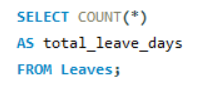 SELECT COUNT(*)
AS total_leave_days
FROM Leaves;